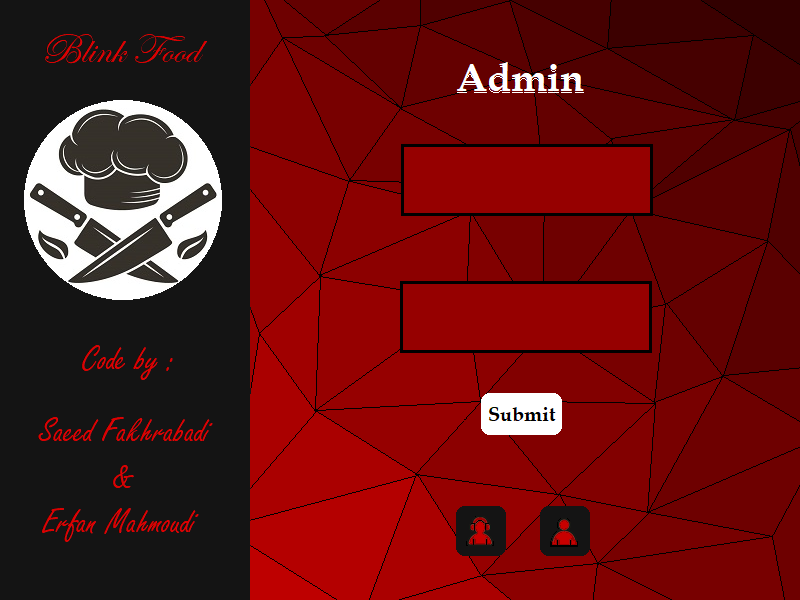 Blink Food
Code by :
Saeed Fakhrabadi
&
Erfan Mahmoudi
Admin
Submit